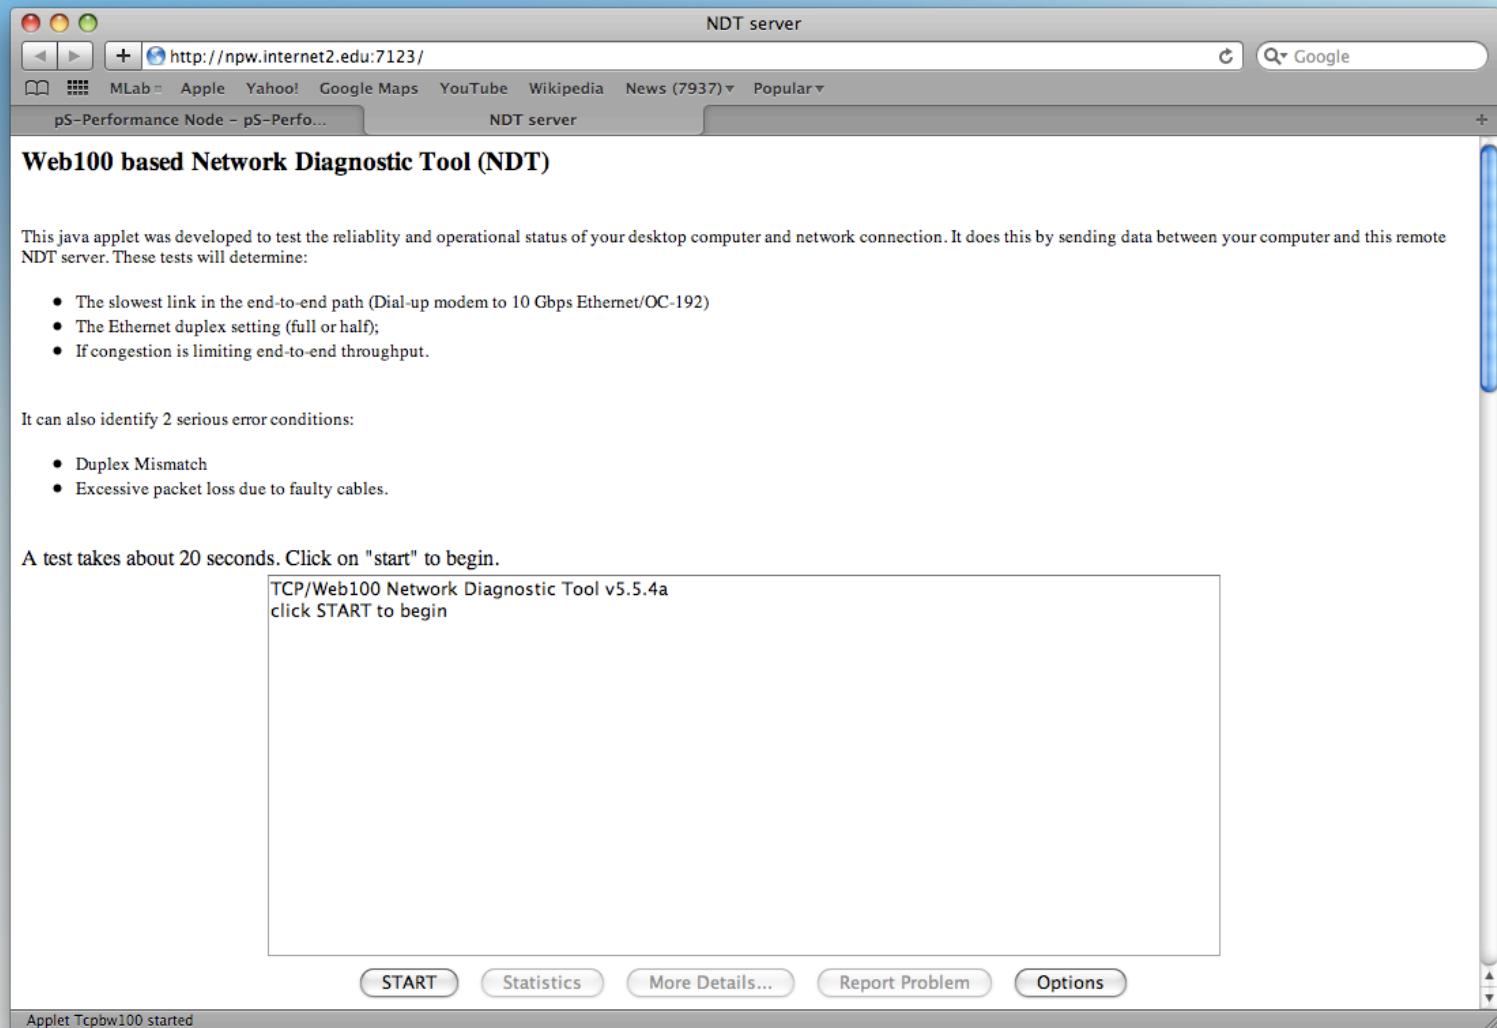 NDT server
http://npw.internet2.edu:7123/
Google
MLab Apple Yahoo! Google Maps YouTube Wikipedia News (7937) Popular
pS-Performance Node - pS-Perfo... NDT server
Web100 based Network Diagnostic Tool (NDT)
This java applet was developed to test the reliablity and operational status of your desktop computer and network connection. It does this by sending data between your computer and this remote
NDT server. These tests will determine:
The slowest link in the end-to-end path (Dial-up modem to 10 Gbps Ethernet/OC-192)
The Ethernet duplex setting (full or half);
If congestion is limiting end-to-end throughput.
It can also identify 2 serious error conditions:
Duplex Mismatch
Excessive packet loss due to faulty cables.
A test takes about 20 seconds. Click on "start" to begin.
TCP/Web100 Network Diagnostic Tool v5.5.4a
click START to begin
START Statistics More Details... Report Problem Options
Applet Tcpbw100 started